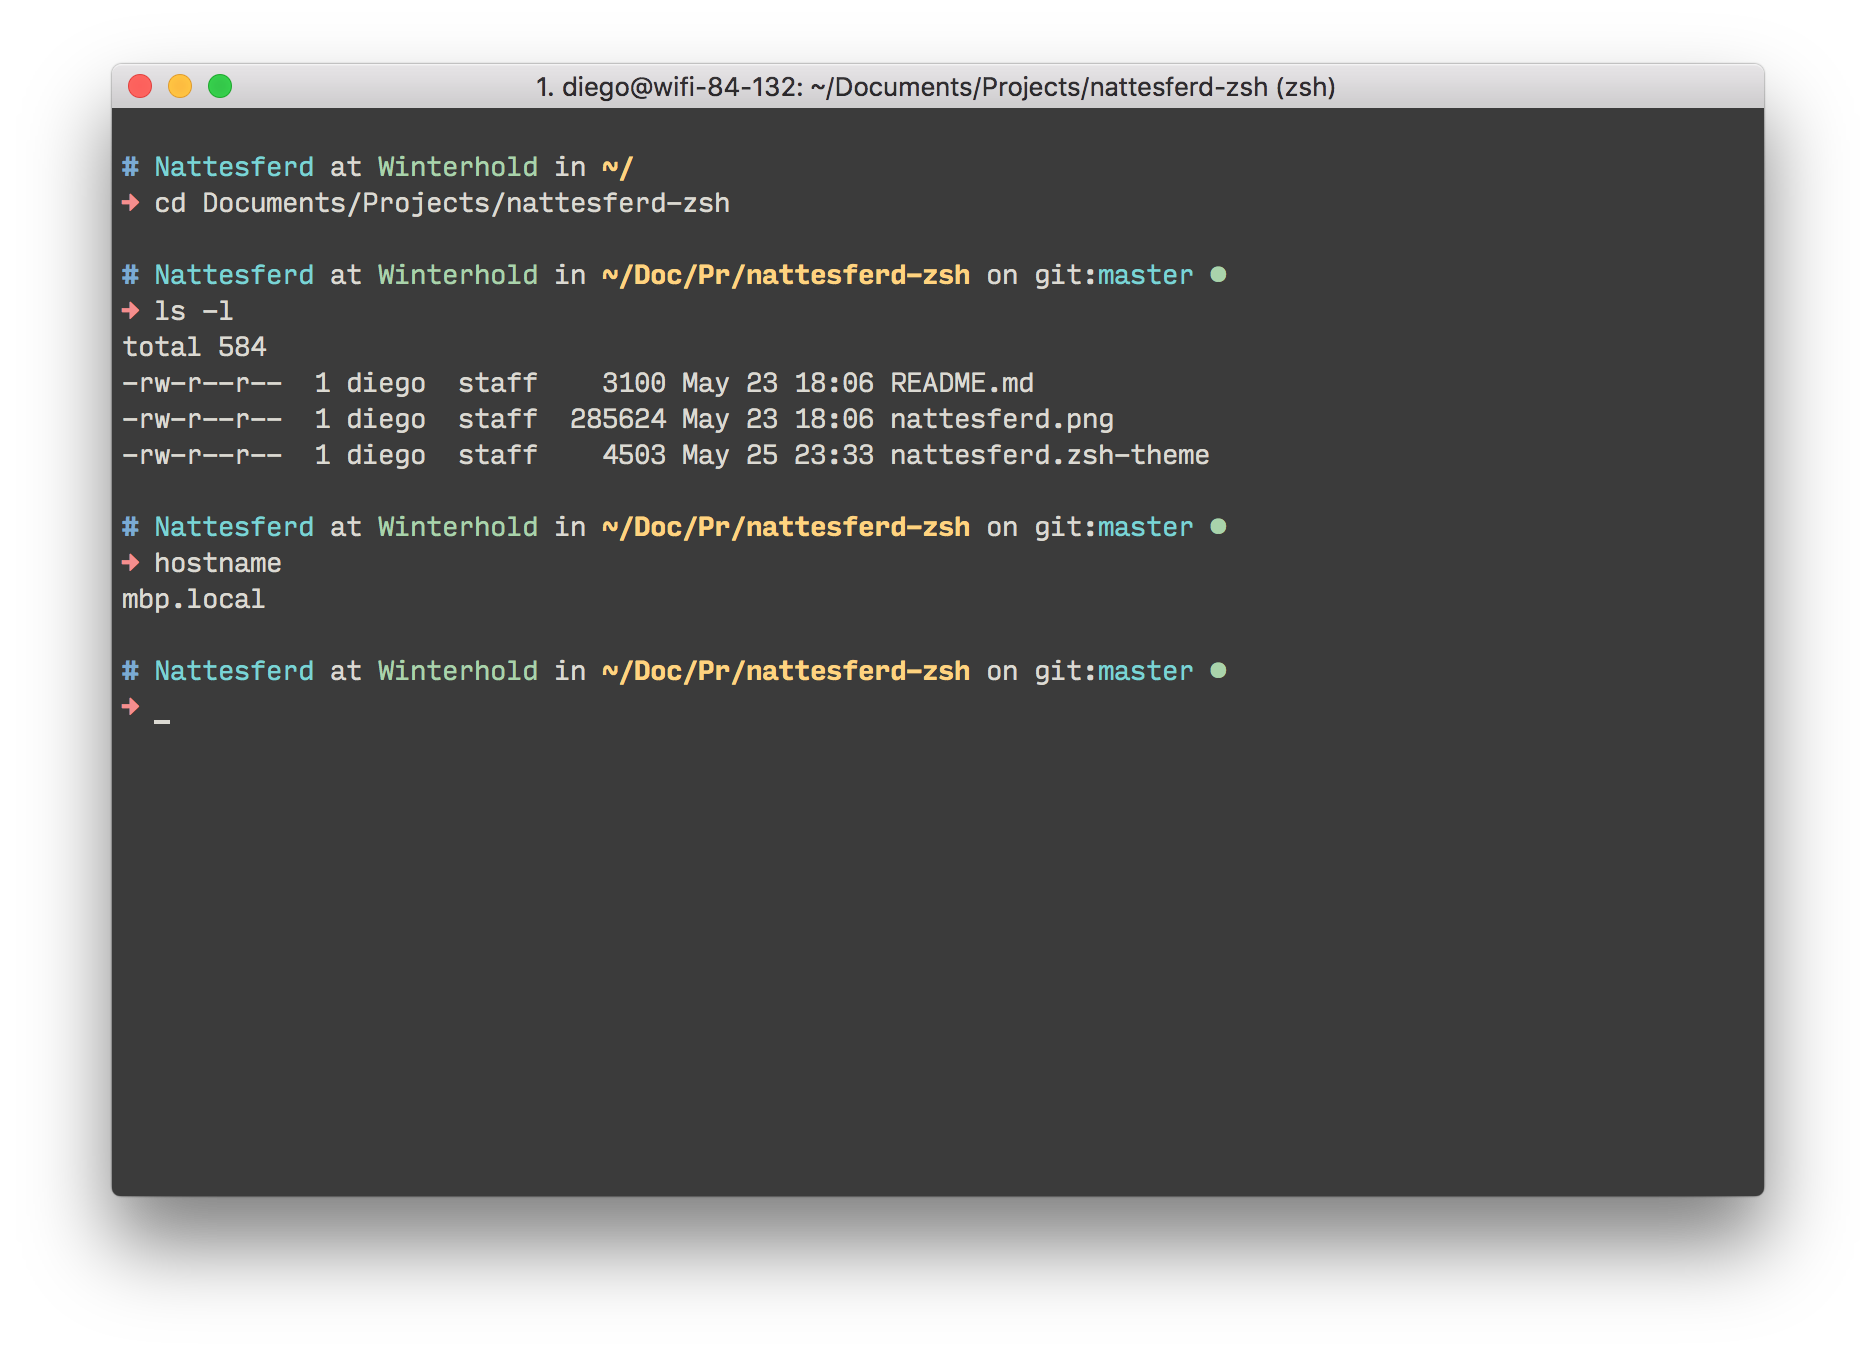 1. diego@wifi-84-132: ~/Documents/Projects/nattesferd-zsh (zsh)
# Nattesferd at Winterhold in ~/
➜ cd Documents/Projects/nattesferd-zsh
# Nattesferd at Winterhold in ~/Doc/Pr/nattesferd-zsh on git:master ●
➜ ls -l
total 584
-rw-r--r--  1 diego  staff    3100 May 23 18:06 README.md
-rw-r--r--  1 diego  staff  285624 May 23 18:06 nattesferd.png
-rw-r--r--  1 diego  staff    4503 May 25 23:33 nattesferd.zsh-theme
# Nattesferd at Winterhold in ~/Doc/Pr/nattesferd-zsh on git:master ●
➜ hostname
mbp.local
# Nattesferd at Winterhold in ~/Doc/Pr/nattesferd-zsh on git:master ●
➜ _